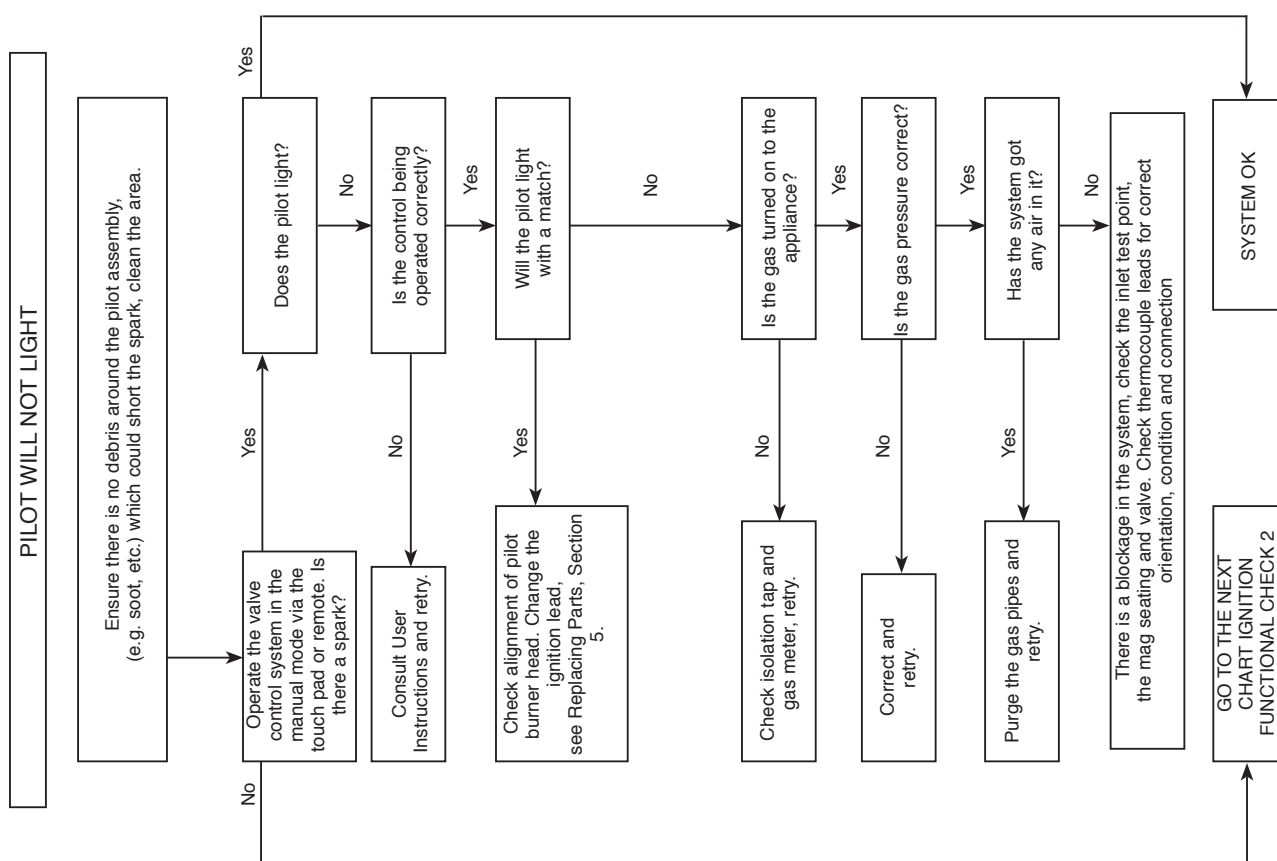 PILOT WILL NOT LIGHT
Ensure there is no debris around the pilot assembly,
(e.g. soot, etc.) which could short the spark, clean the area.
Operate the valve
control system in the
manual mode via the
touch pad or remote. Is
there a spark?
Yes
No
Does the pilot light?
Yes
No
Is the control being
operated correctly?
No
Yes
Consult User
Instructions and retry.
Will the pilot light
with a match?
Yes
No
Check alignment of pilot
burner head. Change the
ignition lead,
see Replacing Parts, Section
5.
Is the gas turned on to the
appliance?
No
Yes
Check isolation tap and
gas meter, retry.
Is the gas pressure correct?
No
Yes
Correct and
retry.
Has the system got
any air in it?
Yes
No
Purge the gas pipes and
retry.
There is a blockage in the system, check the inlet test point,
the mag seating and valve. Check thermocouple leads for correct
orientation, condition and connection
GO TO THE NEXT
CHART IGNITION
FUNCTIONAL CHECK 2
SYSTEM OK